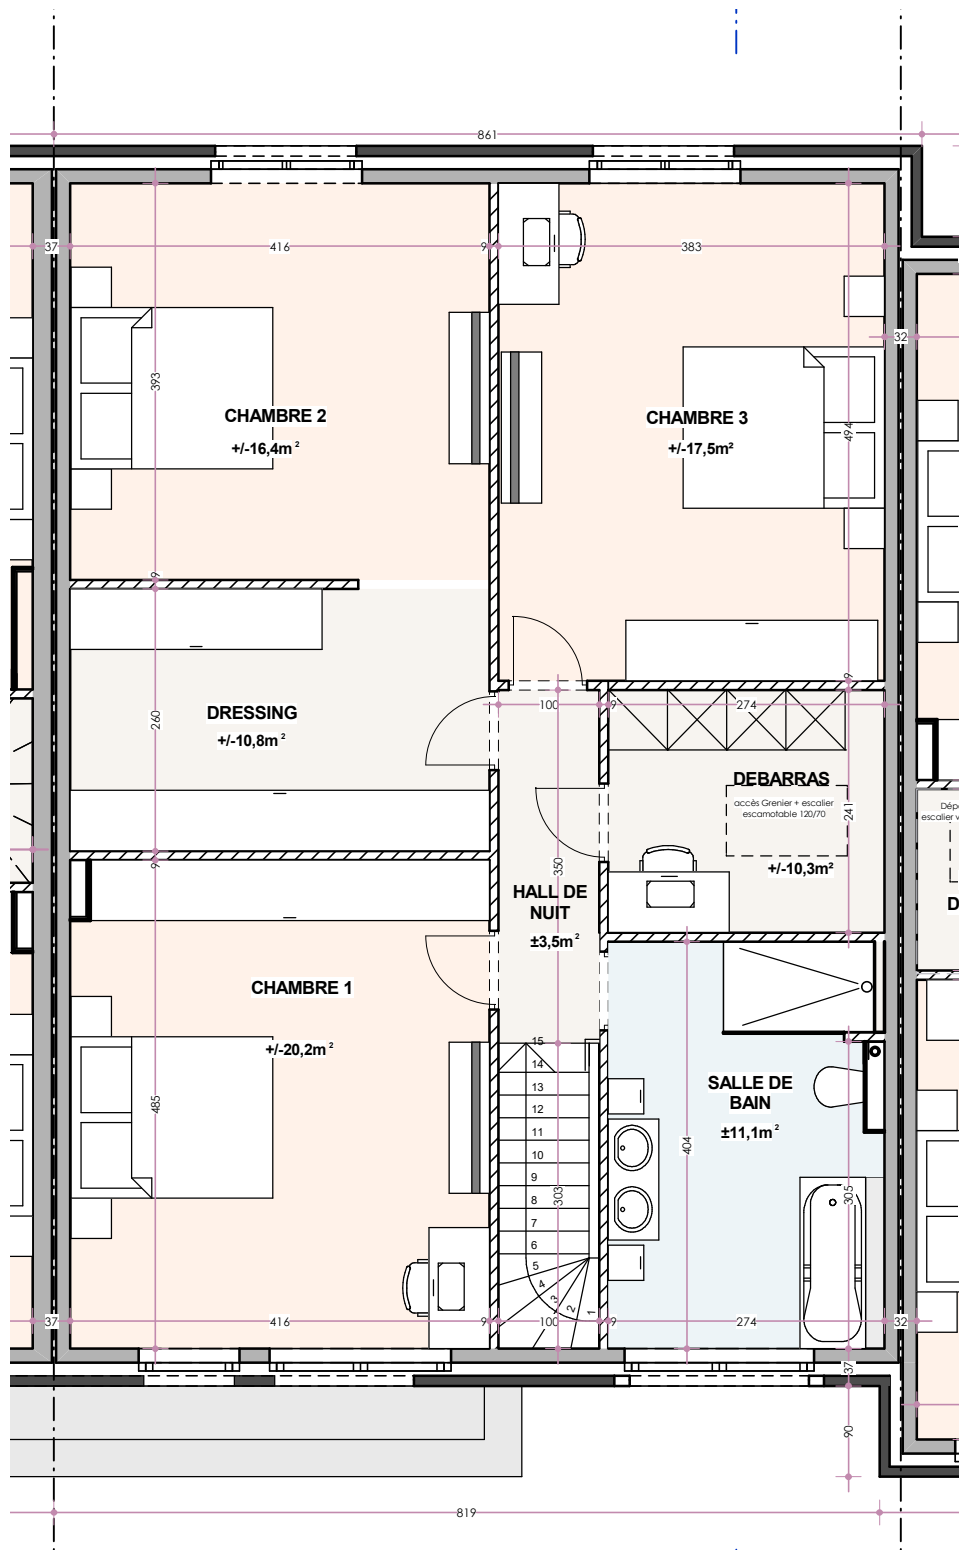 861
37
416
9
383
32
393
494
CHAMBRE 2
+/-16,4m²
CHAMBRE 3
+/-17,5m²
9
9
DRESSING
+/-10,8m²
260
100
9
274
DEBARRAS
accès Grenier + escalier
escamotable 120/70
241
+/-10,3m²
Dépe
escalier v
D
9
350
HALL DE
NUIT
±3,5m²
CHAMBRE 1
+/-20,2m²
485
15
14
13
12
11
10
9
8
7
6
5
4
3
2
1
303
404
SALLE DE
BAIN
±11,1m²
305
37
416
9
100
9
274
32
37
90
819